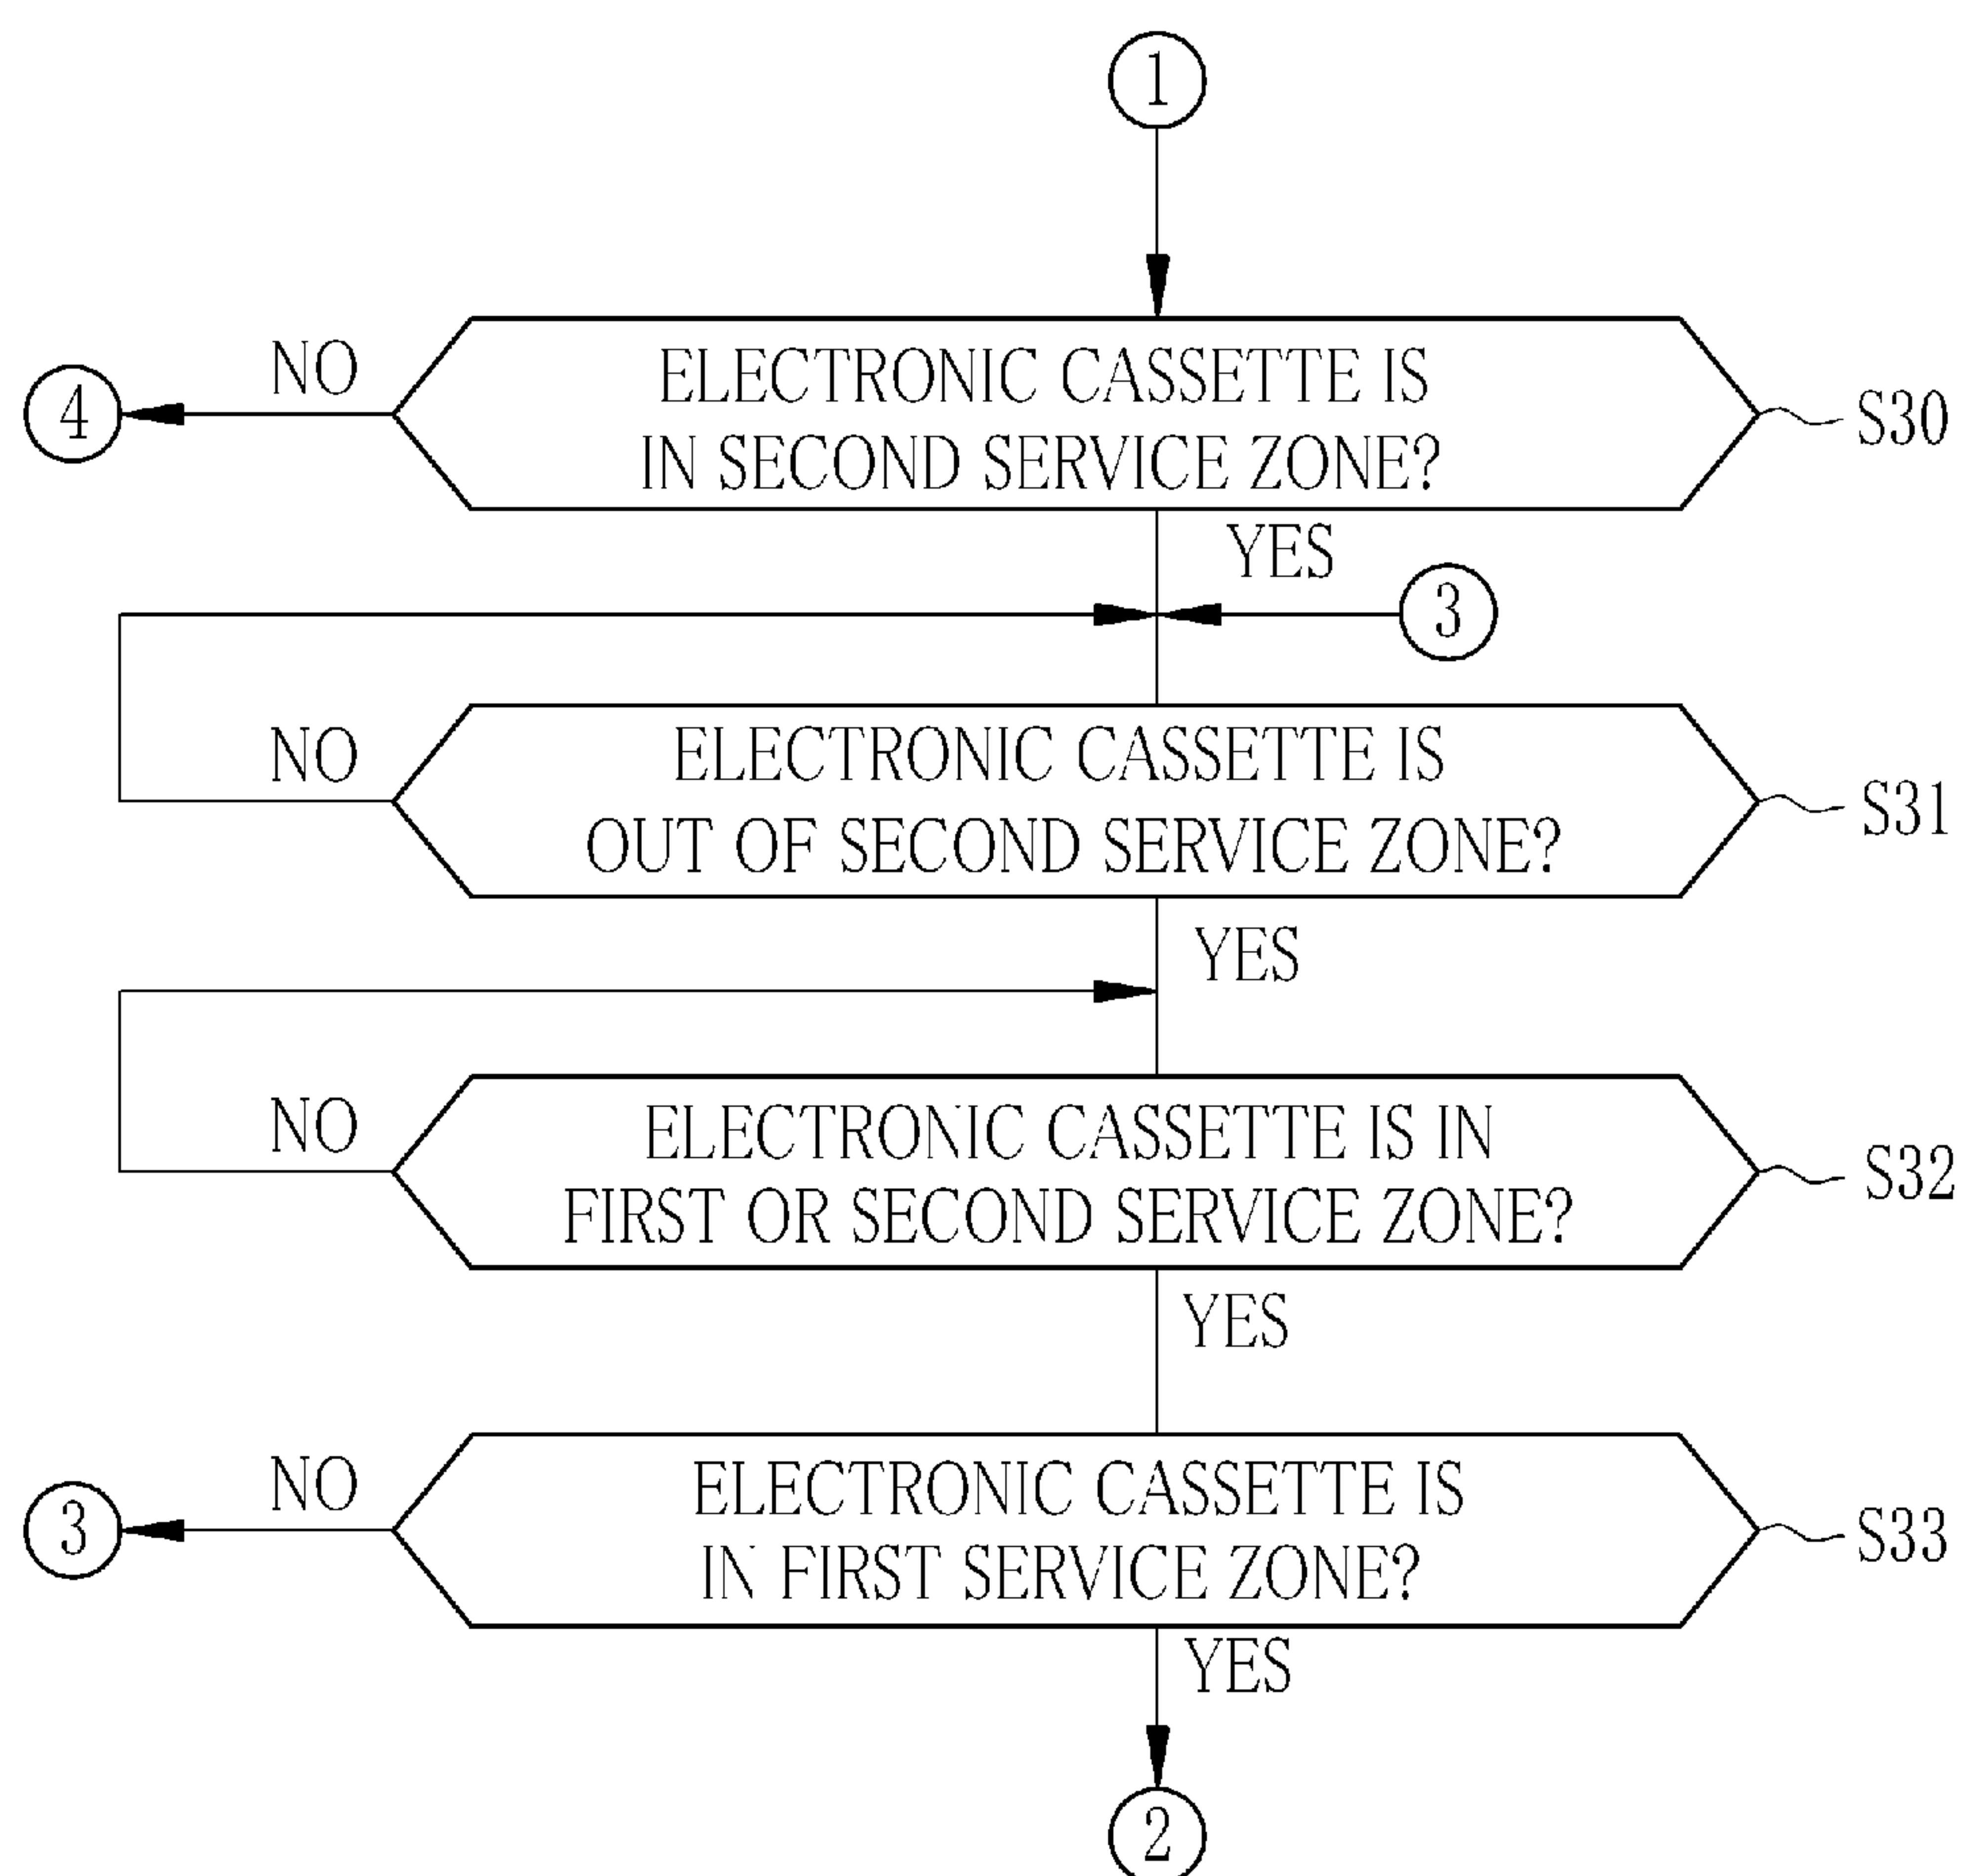 1
ELECTRONIC CASSETTE IS
IN SECOND SERVICE ZONE?
S30
NO
4
YES
3
ELECTRONIC CASSETTE IS
OUT OF SECOND SERVICE ZONE?
S31
NO
YES
ELECTRONIC CASSETTE IS IN
FIRST OR SECOND SERVICE ZONE?
S32
NO
YES
ELECTRONIC CASSETTE IS
IN FIRST SERVICE ZONE?
S33
NO
3
YES
2